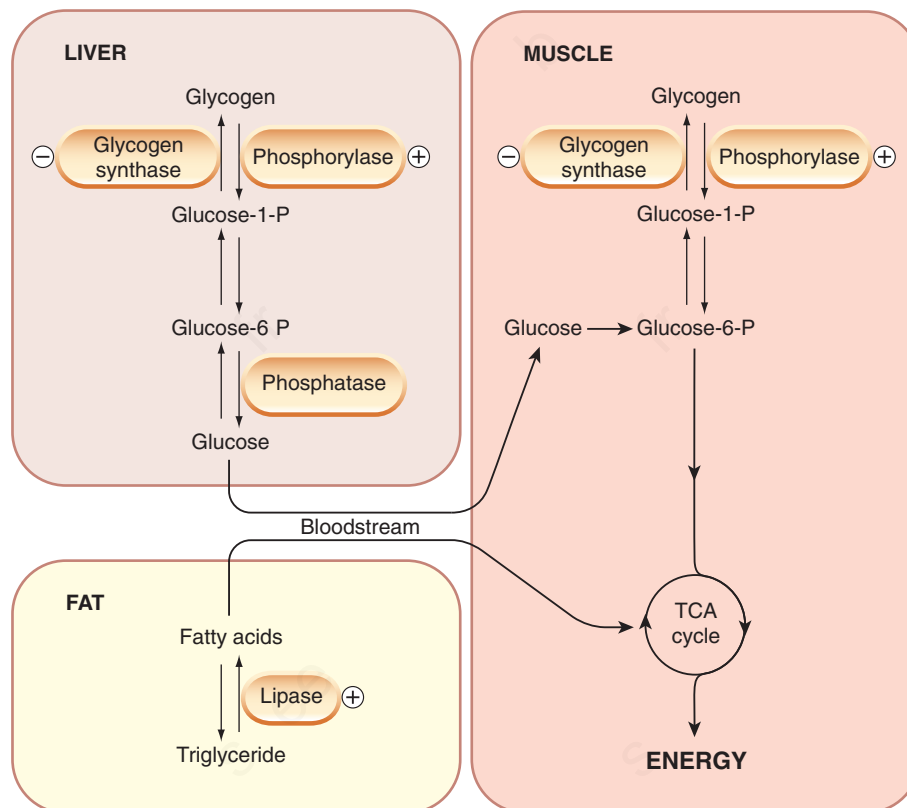 LIVER
Glycogen
−
Glycogen
synthase
Phosphorylase
+
Glucose-1-P
Glucose-6 P
Phosphatase
Glucose
Bloodstream
FAT
Fatty acids
Lipase
+
Triglyceride
MUSCLE
Glycogen
−
Glycogen
synthase
Phosphorylase
+
Glucose-1-P
Glucose
Glucose-6-P
TCA
cycle
ENERGY